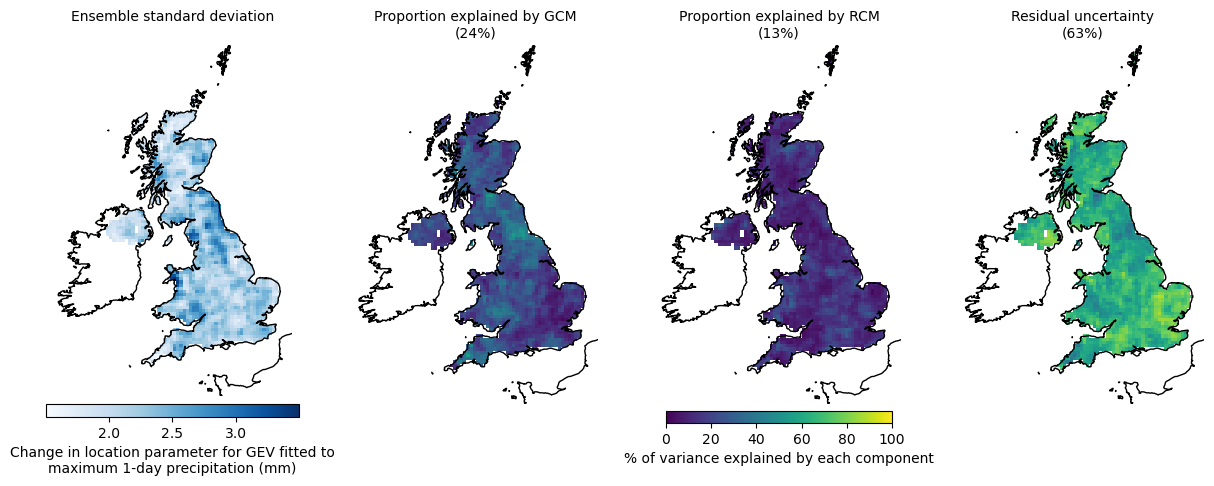 Ensemble standard deviation
Proportion explained by GCM
(24%)
Proportion explained by RCM
(13%)
Residual uncertainty
(63%)
2.0 2.5 3.0
Change in location parameter for GEV fitted to
maximum 1-day precipitation (mm)
0 20 40 60 80 100
% of variance explained by each component